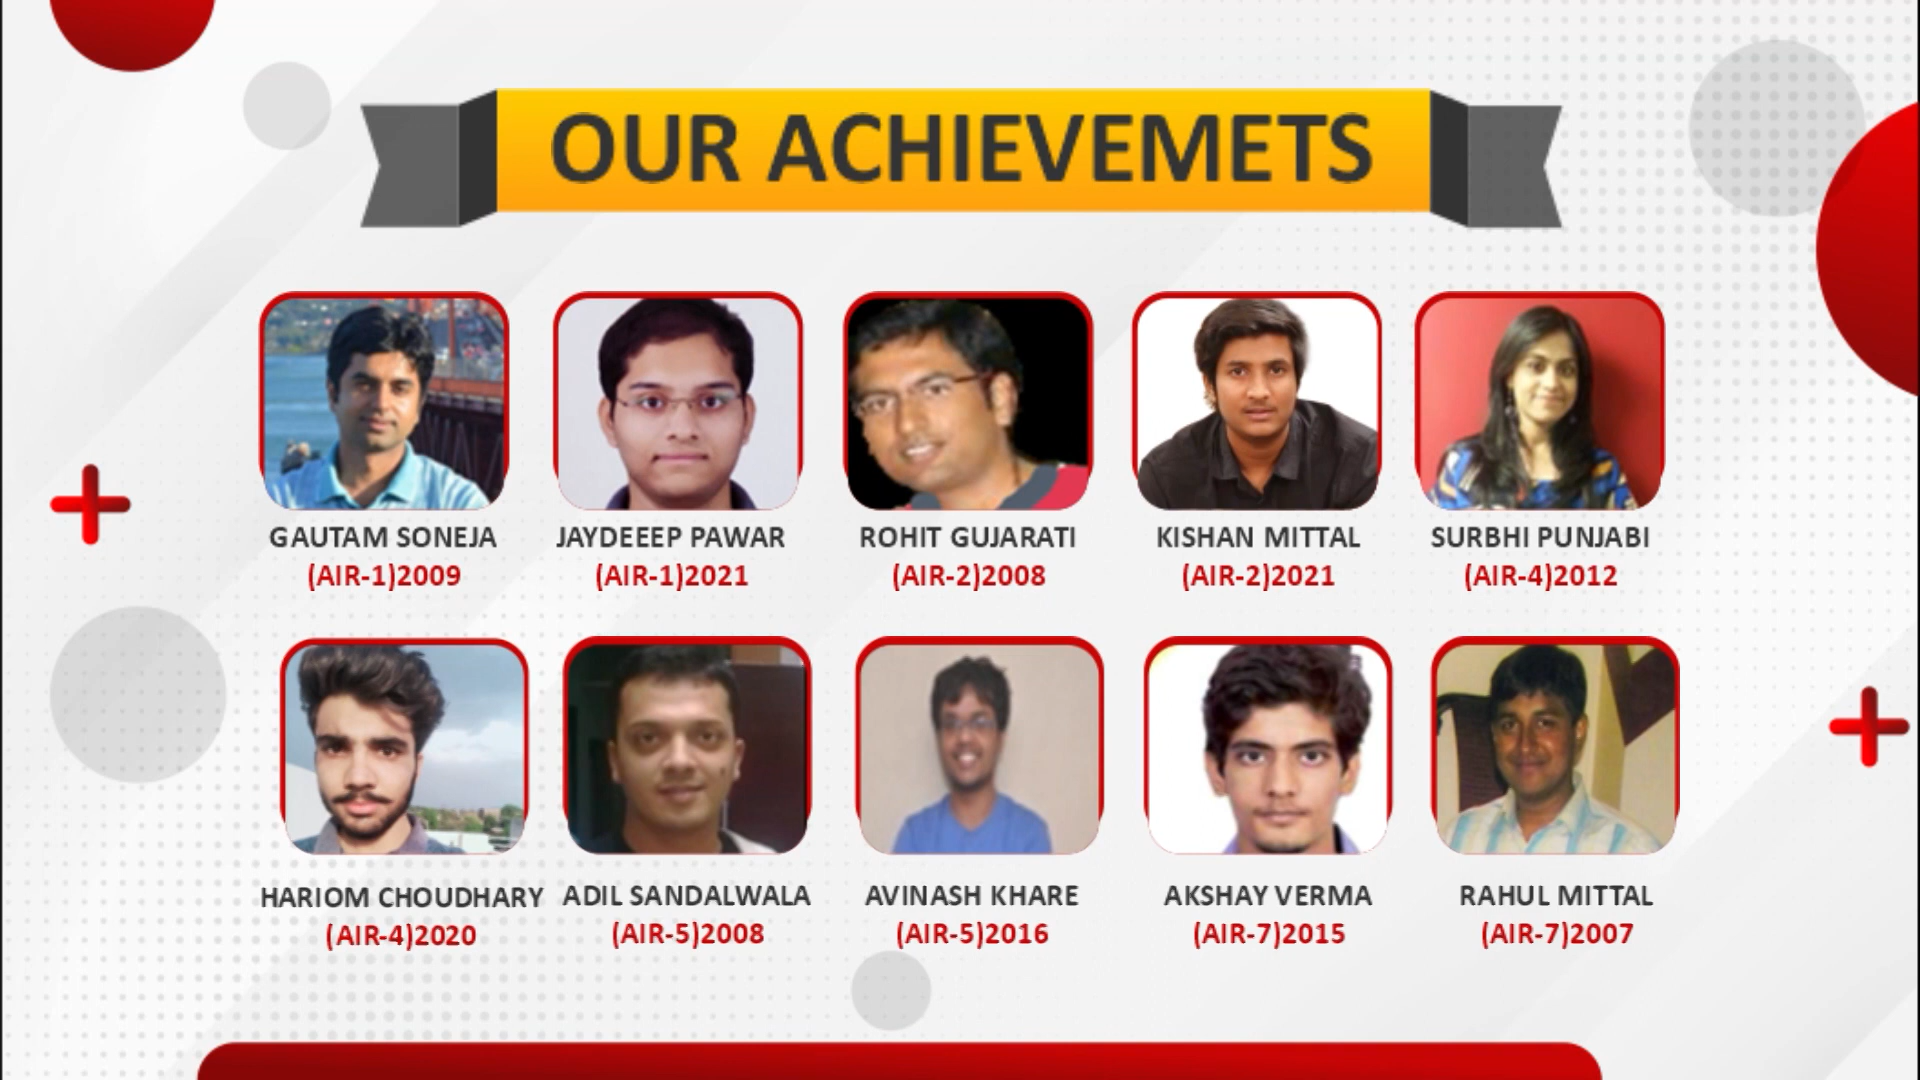 OUR ACHIEVEMETS
GAUTAM SONEJA
(AIR-1)2009
JAYDEEEP PAWAR
(AIR-1)2021
ROHIT GUJARATI
(AIR-2)2008
KISHAN MITTAL
(AIR-2)2021
SURBHI PUNJABI
(AIR-4)2012
HARIOM CHOUDHARY
(AIR-4)2020
ADIL SANDALWALA
(AIR-5)2008
AVINASH KHARE
(AIR-5)2016
AKSHAY VERMA
(AIR-7)2015
RAHUL MITTAL
(AIR-7)2007